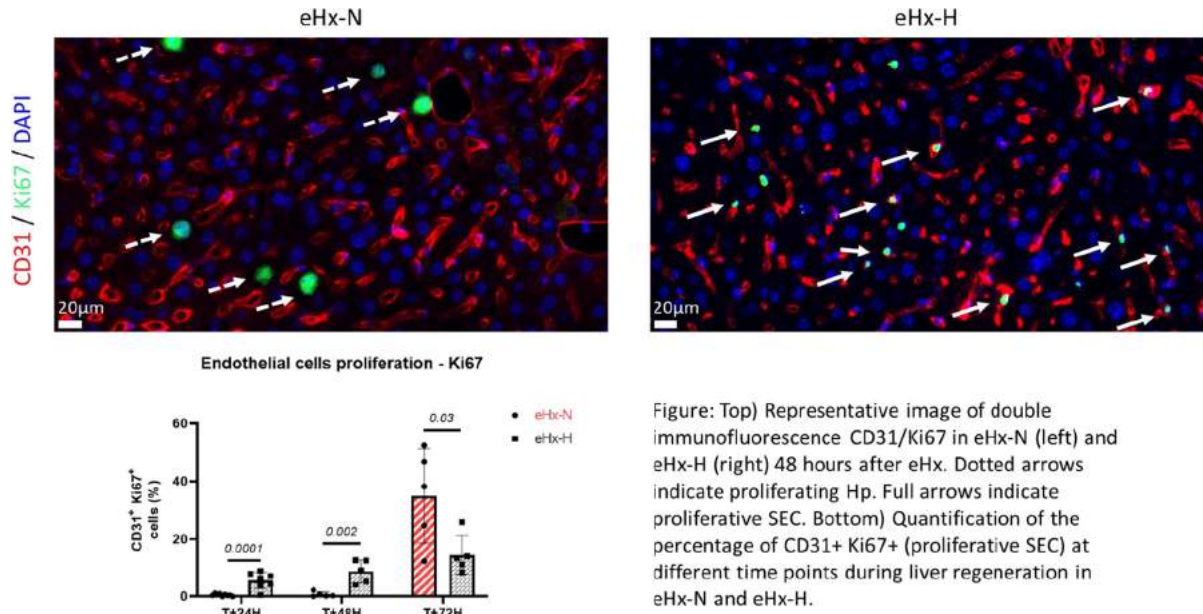 eHx-N
eHx-H
CD31 / Ki67 / DAPI
20µm
20µm
Endothelial cells proliferation - Ki67
CD31⁺ Ki67⁺
cells (%)
60
40
20
0
0.0001
0.002
0.03
eHx-N
eHx-H
T+24H
T+48H
T+72H
Figure: Top) Representative image of double
immunofluorescence CD31/Ki67 in eHx-N (left) and
eHx-H (right) 48 hours after eHx. Dotted arrows
indicate proliferating Hp. Full arrows indicate
proliferative SEC. Bottom) Quantification of the
percentage of CD31+ Ki67+ (proliferative SEC) at
different time points during liver regeneration in
eHx-N and eHx-H.